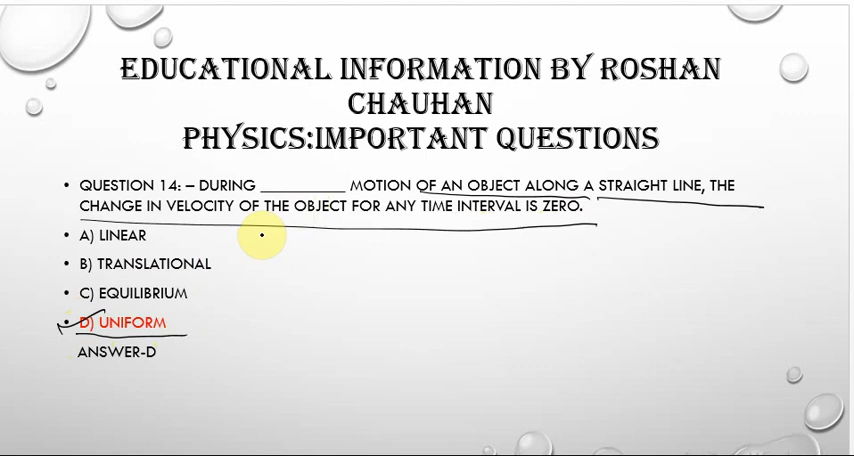 EDUCATIONAL INFORMATION BY ROSHAN
CHAUHAN
PHYSICS:IMPORTANT QUESTIONS
• QUESTION 14: – DURING __________ MOTION OF AN OBJECT ALONG A STRAIGHT LINE, THE
CHANGE IN VELOCITY OF THE OBJECT FOR ANY TIME INTERVAL IS ZERO.
• A) LINEAR
• B) TRANSLATIONAL
• C) EQUILIBRIUM
• D) UNIFORM
ANSWER-D